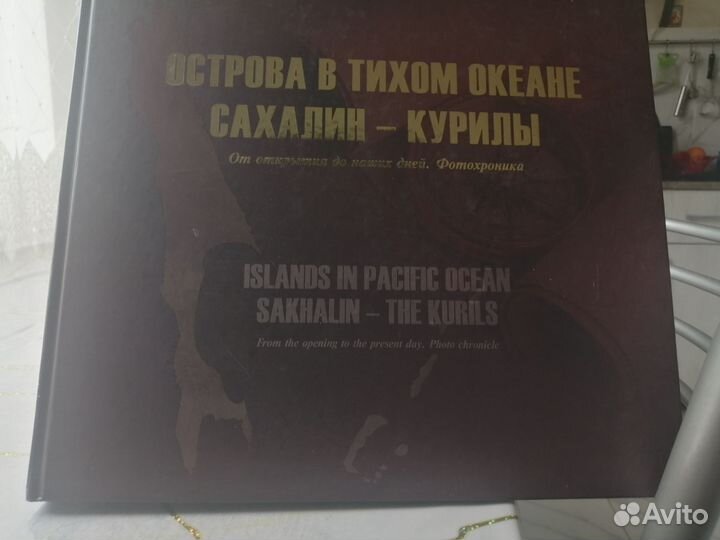 ОСТРОВА В ТИХОМ ОКЕАНЕ
САХАЛИН – КУРИЛЫ
От открытия до наших дней. Фотохроника
ISLANDS IN PACIFIC OCEAN
SAKHALIN – THE KURILS
From the opening to the present day. Photo chronicle
Avito